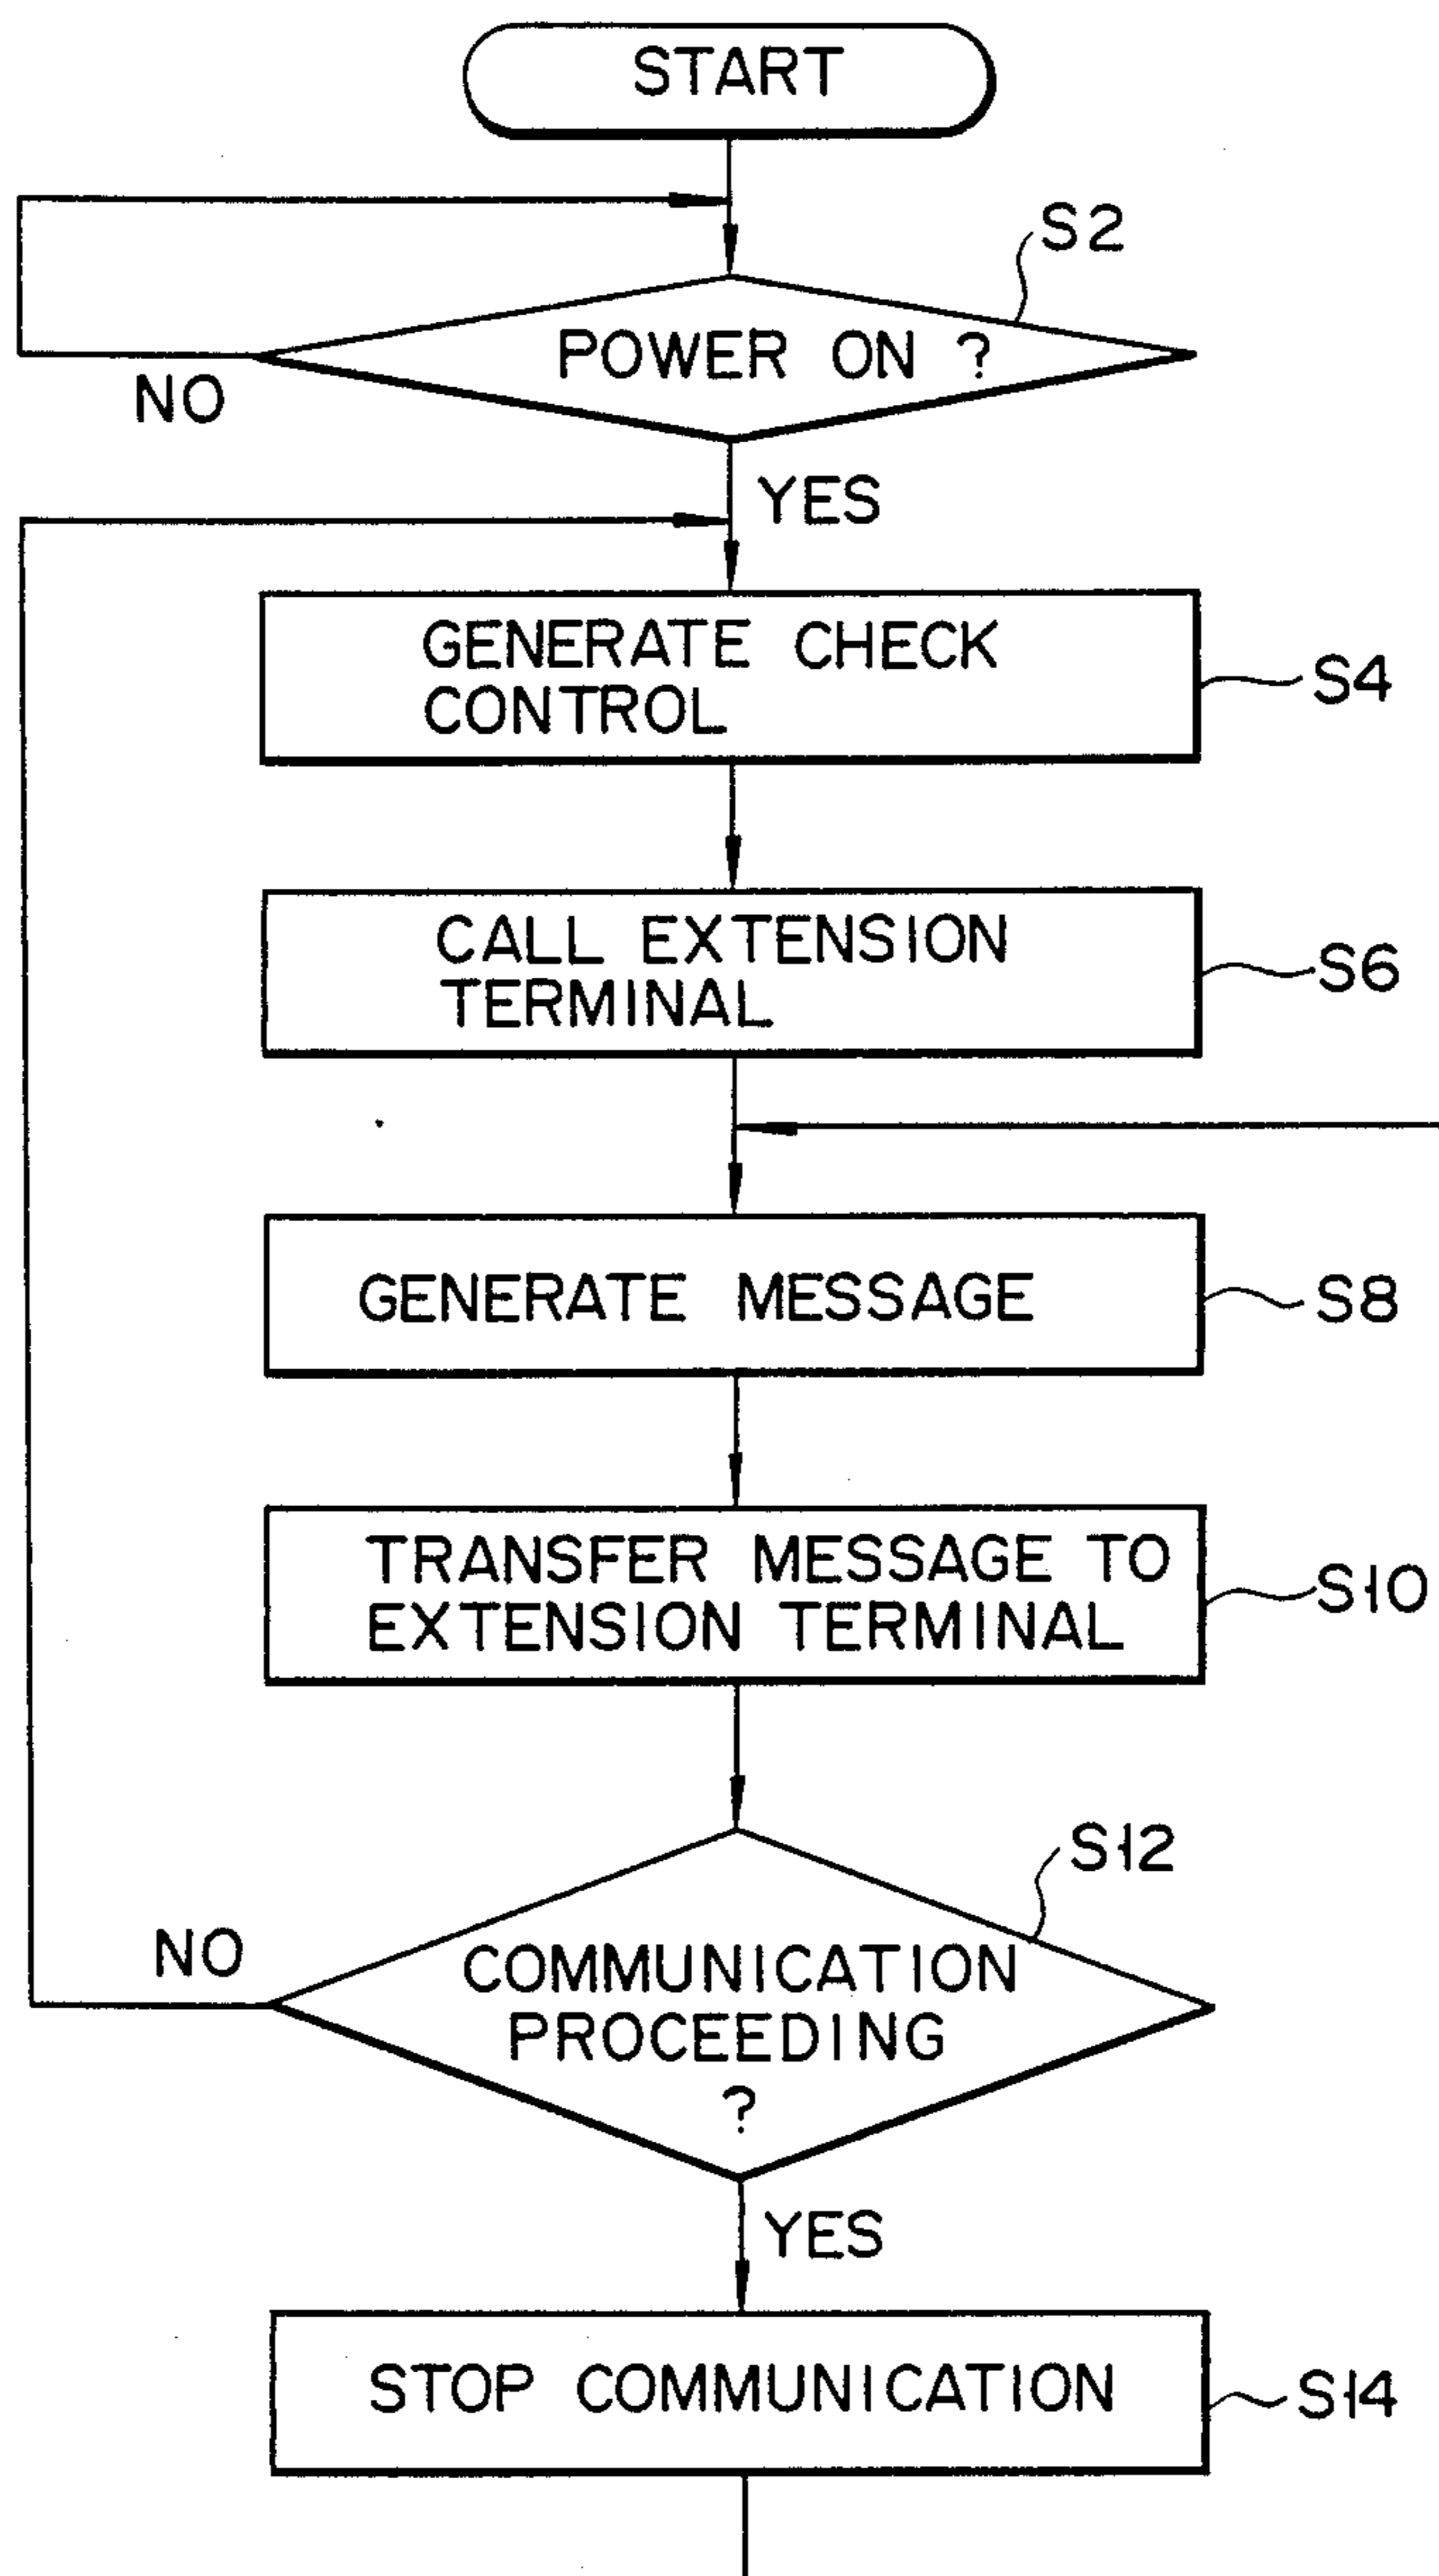 START
S2
POWER ON ?
NO
YES
GENERATE CHECK
CONTROL
S4
CALL EXTENSION
TERMINAL
S6
GENERATE MESSAGE
S8
TRANSFER MESSAGE TO
EXTENSION TERMINAL
S10
S12
NO
COMMUNICATION
PROCEEDING
?
YES
STOP COMMUNICATION
S14